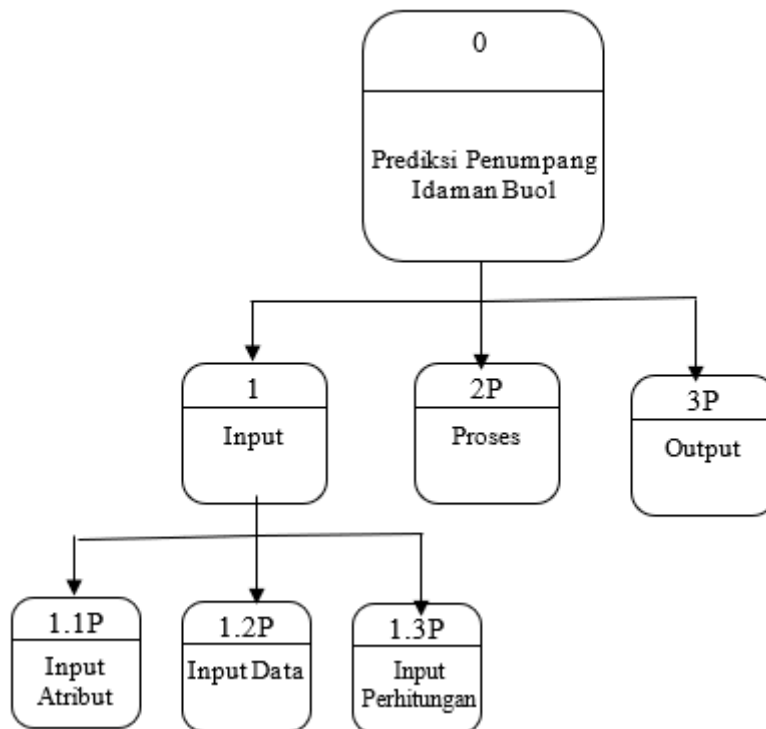 0
Prediksi Penumpang
Idaman Buol
1
Input
2P
Proses
3P
Output
1.1P
Input
Atribut
1.2P
Input Data
1.3P
Input
Perhitungan